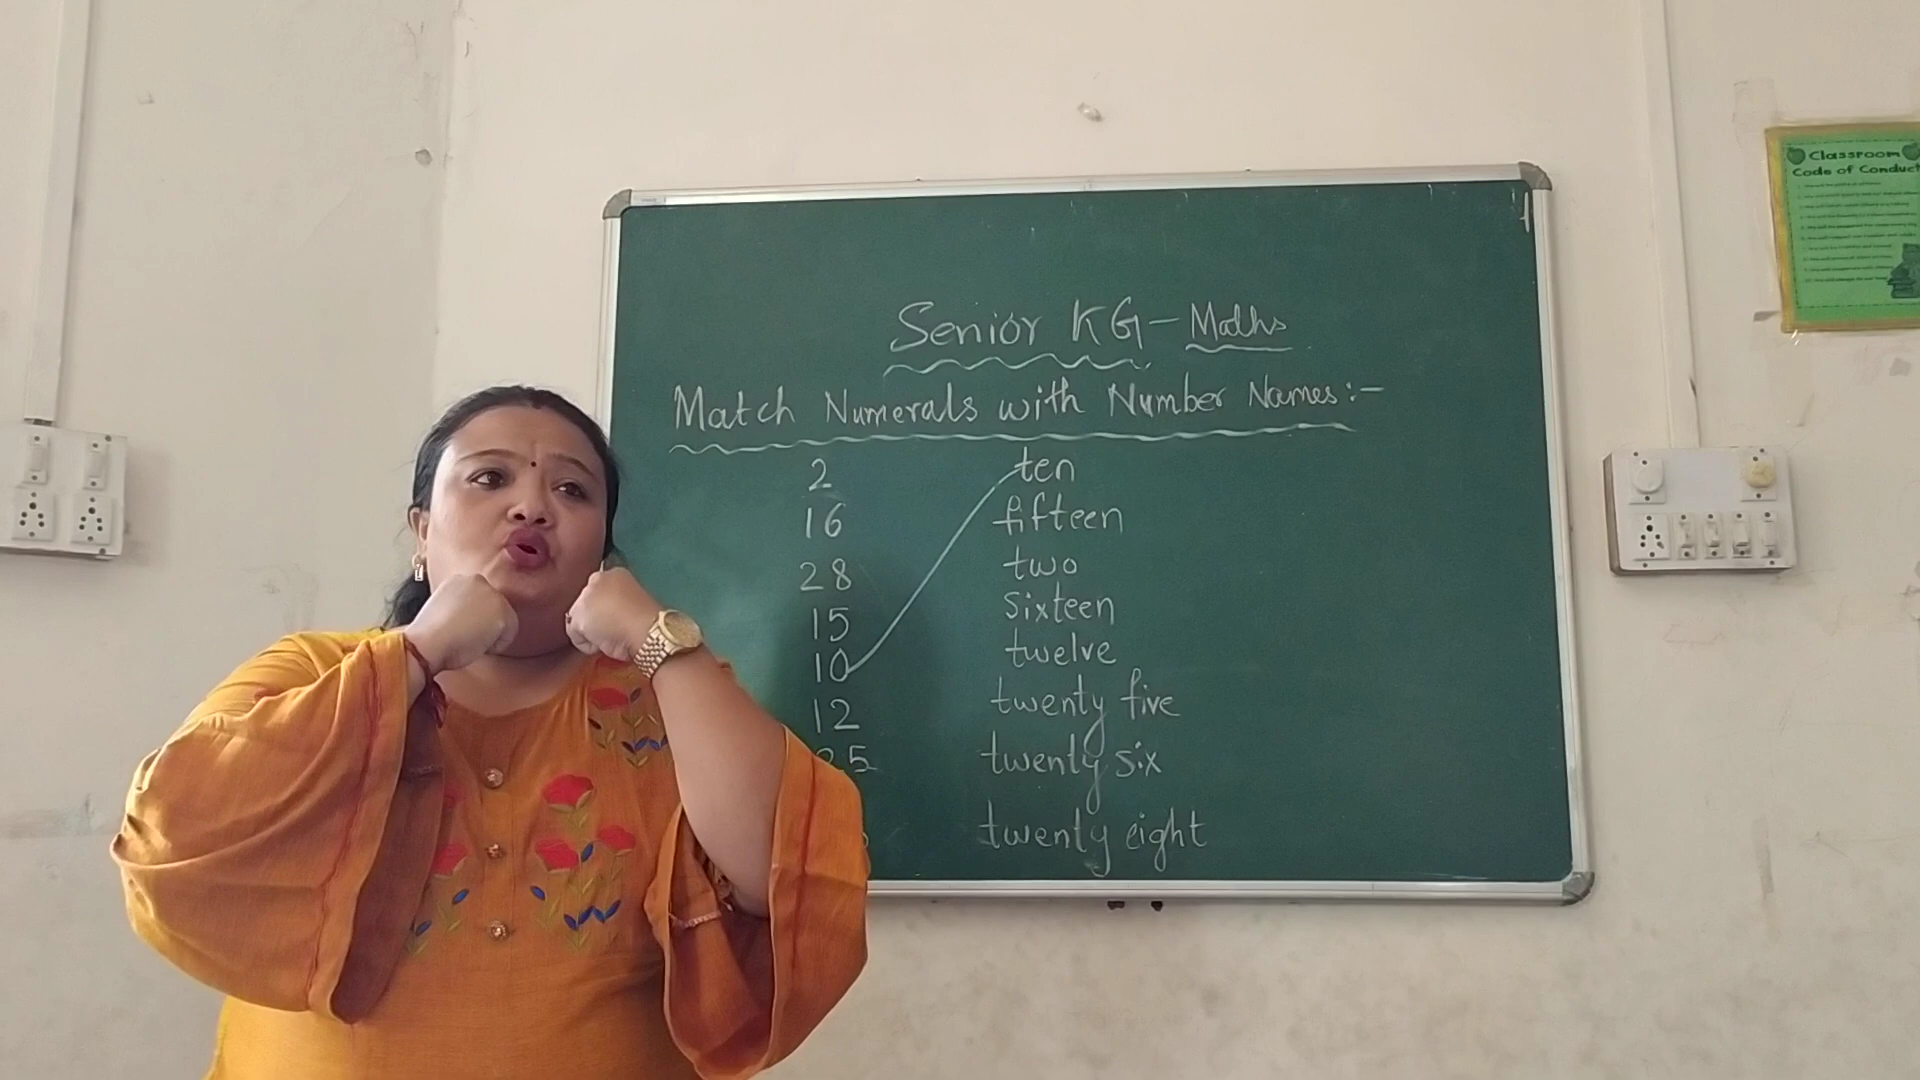 Senior KG - Maths
Match Numerals with Number Names:-
2 ten
16 fifteen
28 two
15 sixteen
10 twelve
12 twenty five
25 twenty six
twenty eight
Classroom
Code of Conduct